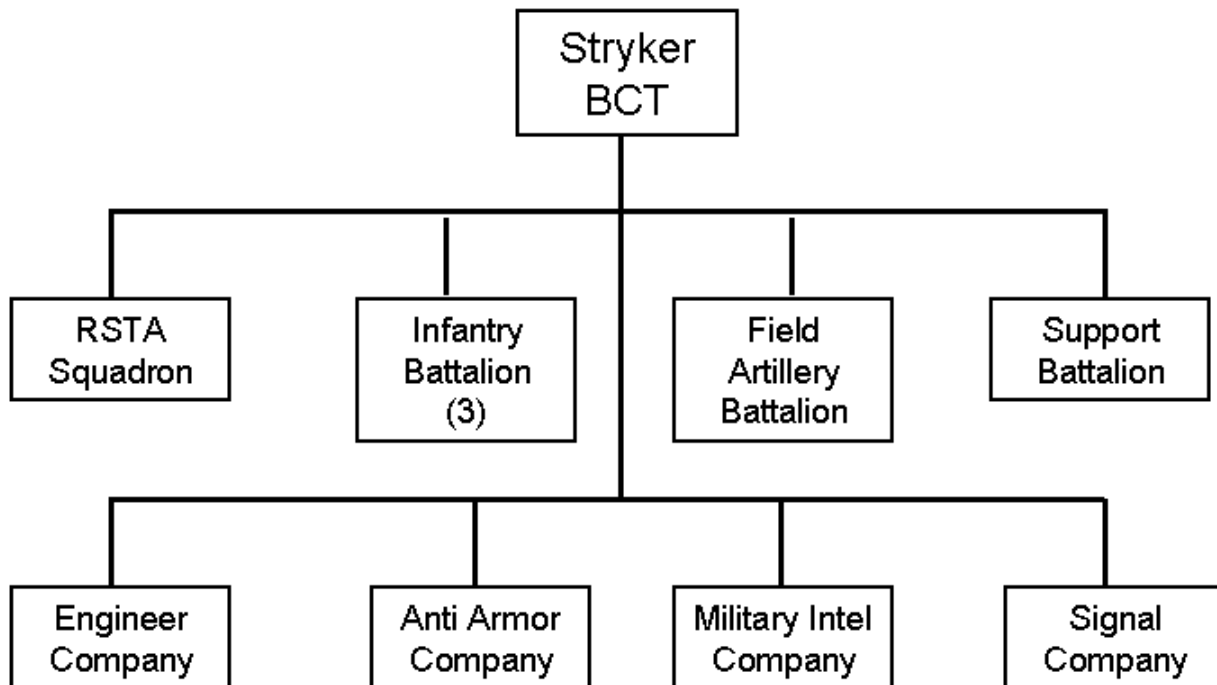 Stryker
BCT
RSTA
Squadron
Infantry
Battalion
(3)
Field
Artillery
Battalion
Support
Battalion
Engineer
Company
Anti Armor
Company
Military Intel
Company
Signal
Company